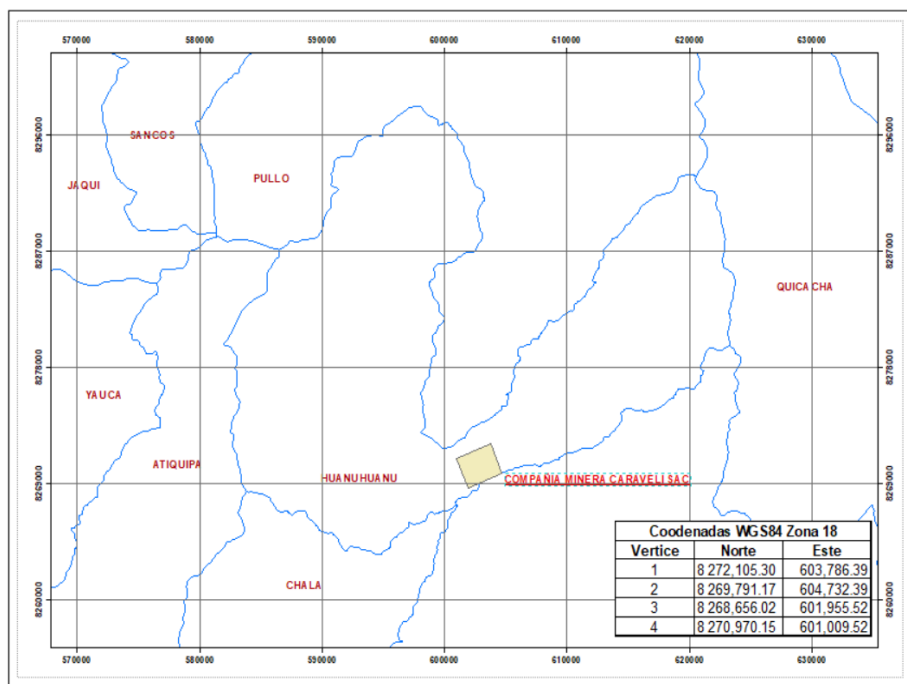 570000 580000 590000 600000 610000 620000 630000
8296000 8296000
SANCOS
PULLO
JAQUI
8287000 8287000
QUICACHA
8278000 8278000
YAUCA
ATIQUIPA
HUANUHUANU
COMPAÑIA MINERA CARAVELI SAC
8269000 8269000
Coodenadas WGS84 Zona 18
Vertice Norte Este
1 8 272,105.30 603,786.39
2 8 269,791.17 604,732.39
3 8 268,656.02 601,955.52
4 8 270,970.15 601,009.52
CHALA
8260000 8260000
570000 580000 590000 600000 610000 620000 630000